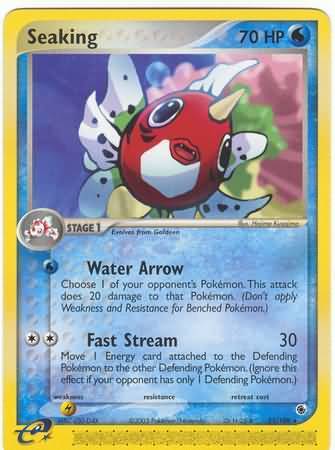 Seaking
70 HP
STAGE 1
Evolves from Goldeen
Water Arrow
Choose 1 of your opponent's Pokémon. This attack
does 20 damage to that Pokémon. (Don't apply
Weakness and Resistance for Benched Pokémon.)
Fast Stream 30
Move 1 Energy card attached to the Defending
Pokémon to the other Defending Pokémon. (Ignore this
effect if your opponent has only 1 Defending Pokémon.)
weakness resistance retreat cost
©2003 Pokémon/Nintendo
e